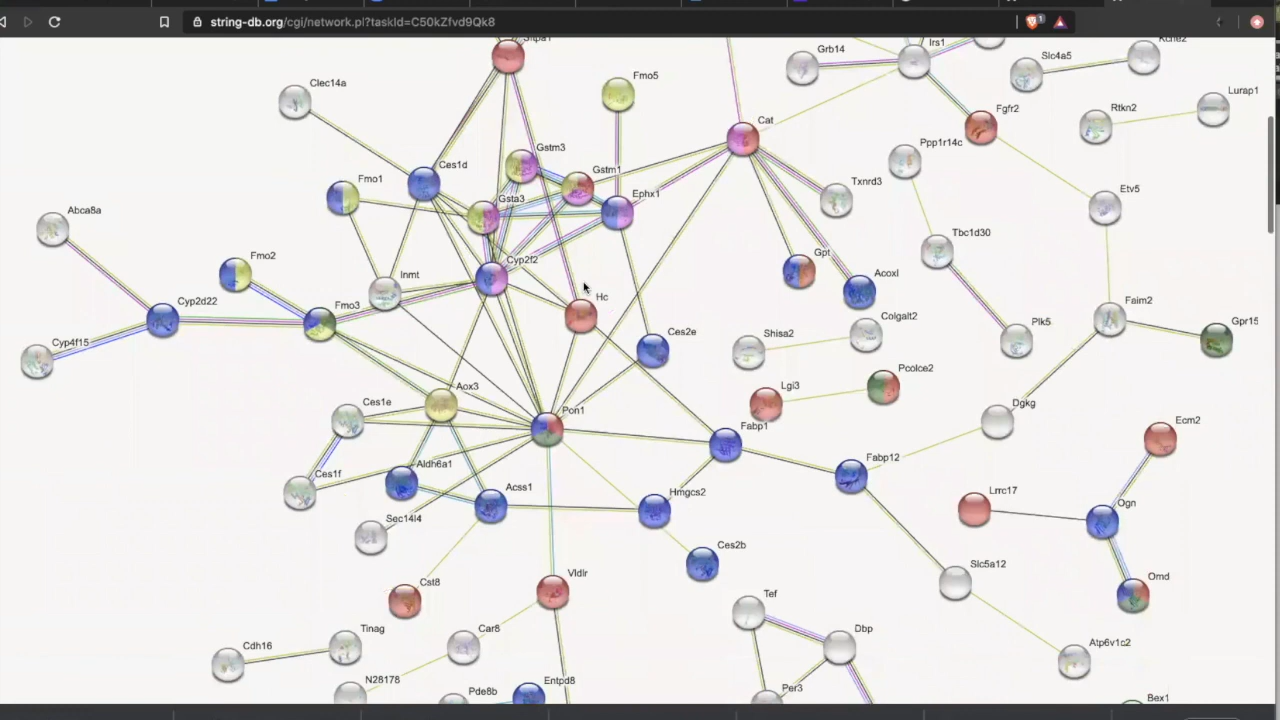 string-db.org/cgi/network.pl?taskId=C50kZfvd9Qk8
1
Irs1
Grb14
Slc4a5
Clec14a
Fmo5
Lurap1
Rtkn2
Fgfr2
Cat
Ppp1r14c
Gstm3
Ces1d
Gstm1
Fmo1
Ephx1
Txnrd3
Etv5
Gsta3
Abca8a
Tbc1d30
Fmo2
Cyp2f2
Gpt
Inmt
Acoxl
Hc
Cyp2d22
Fmo3
Faim2
Colgalt2
Plk5
Gpr15
Ces2e
Shisa2
Cyp4f15
Pcolce2
Aox3
Lgi3
Ces1e
Dgkg
Pon1
Ecm2
Fabp1
Fabp12
Aldh6a1
Ces1f
Acss1
Hmgcs2
Lrrc17
Ogn
Sec14l4
Ces2b
Slc5a12
Vldlr
Omd
Cst8
Tef
Tinag
Car8
Dbp
Cdh16
Atp6v1c2
N28178
Entpd8
Per3
Pde8b
Bex1